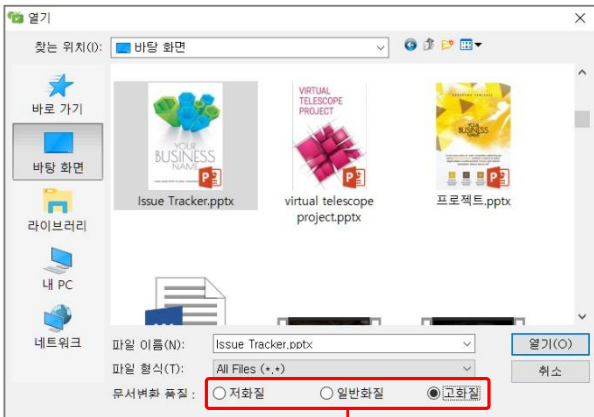 열기
찾는 위치(I): 바탕 화면
바로 가기
바탕 화면
라이브러리
내 PC
네트워크
YOUR
BUSINESS
NAME
Issue Tracker.pptx
VIRTUAL
TELESCOPE
PROJECT
virtual telescope
project.pptx
YOUR
BUSINESS
프로젝트.pptx
파일 이름(N): Issue Tracker.pptx 열기(O)
파일 형식(T): All Files (*.*) 취소
문서변환 품질 : 저화질 일반화질 고화질